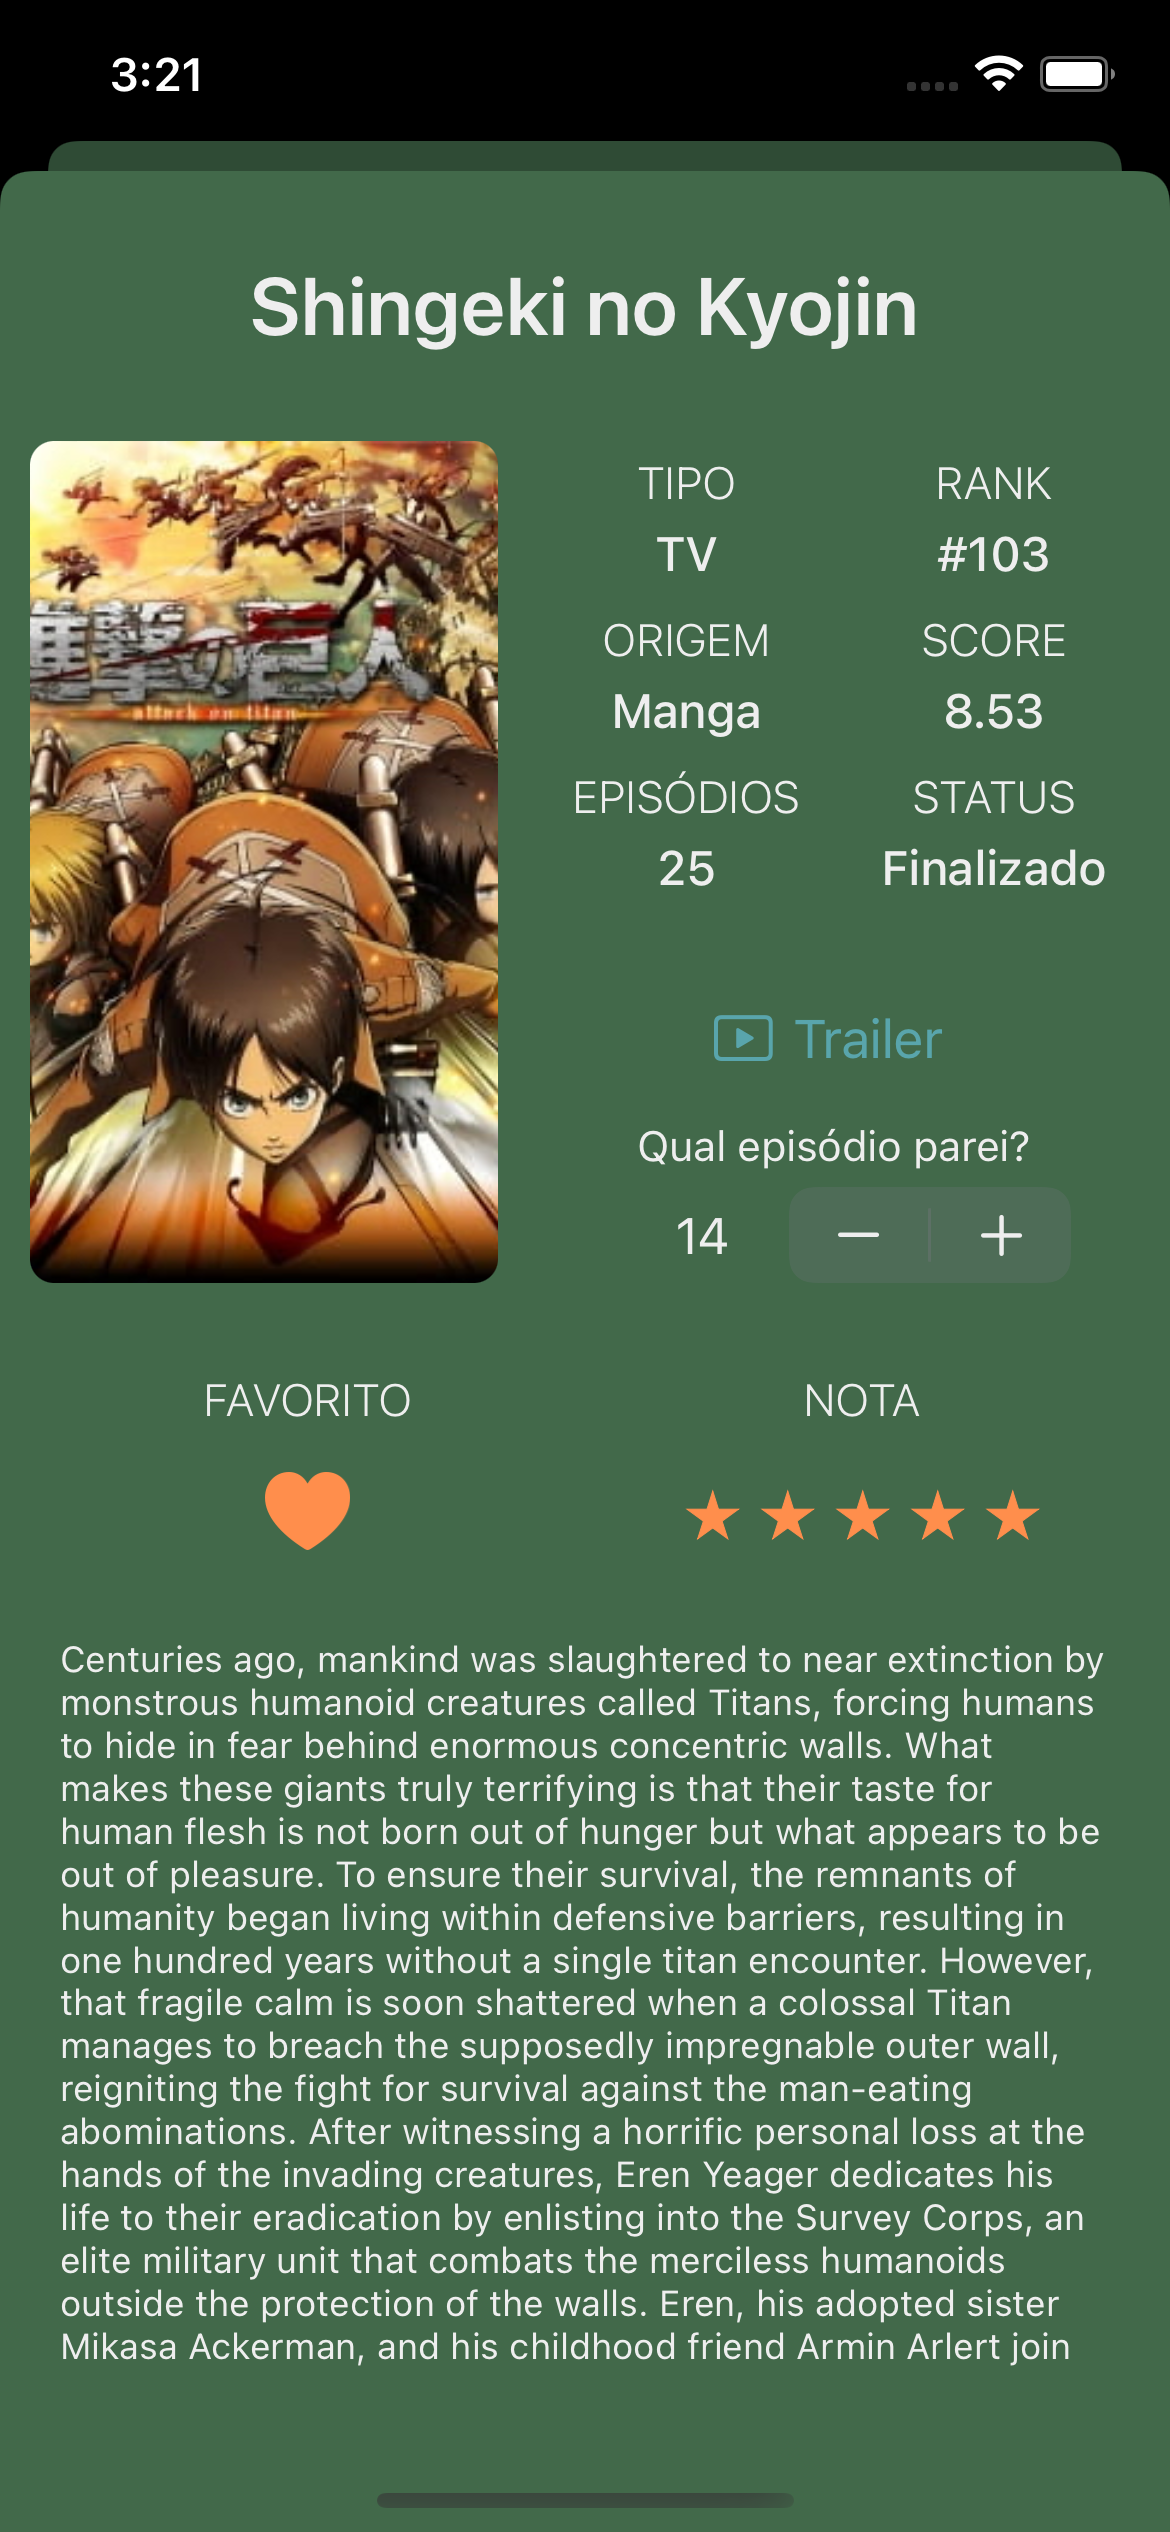 3:21
Shingeki no Kyojin
進撃の巨人
attack on titan
TIPO
RANK
TV
#103
ORIGEM
SCORE
Manga
8.53
EPISÓDIOS
STATUS
25
Finalizado
Trailer
Qual episódio parei?
14
FAVORITO
NOTA
Centuries ago, mankind was slaughtered to near extinction by
monstrous humanoid creatures called Titans, forcing humans
to hide in fear behind enormous concentric walls. What
makes these giants truly terrifying is that their taste for
human flesh is not born out of hunger but what appears to be
out of pleasure. To ensure their survival, the remnants of
humanity began living within defensive barriers, resulting in
one hundred years without a single titan encounter. However,
that fragile calm is soon shattered when a colossal Titan
manages to breach the supposedly impregnable outer wall,
reigniting the fight for survival against the man-eating
abominations. After witnessing a horrific personal loss at the
hands of the invading creatures, Eren Yeager dedicates his
life to their eradication by enlisting into the Survey Corps, an
elite military unit that combats the merciless humanoids
outside the protection of the walls. Eren, his adopted sister
Mikasa Ackerman, and his childhood friend Armin Arlert join